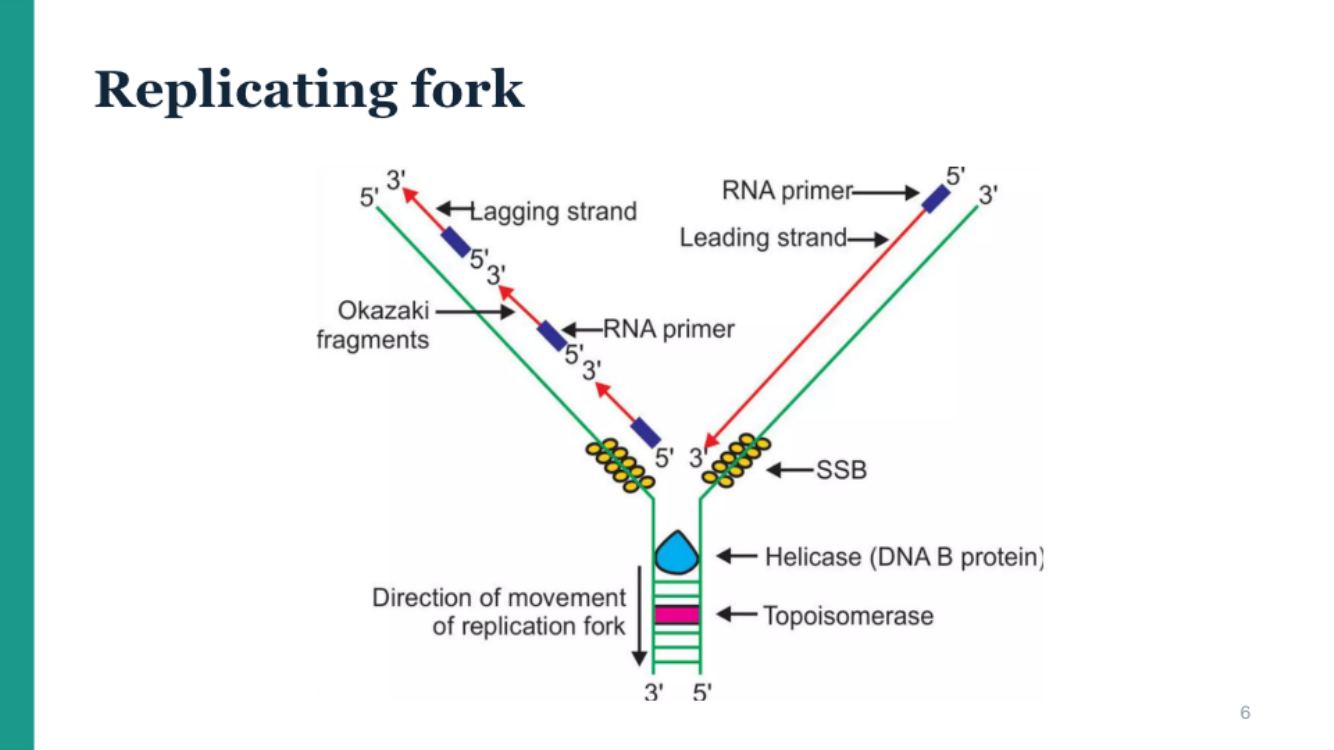 Replicating fork
5'
3'
Lagging strand
5'
3'
Okazaki
fragments
RNA primer
5'
3'
5'
RNA primer
5'
3'
Leading strand
3'
SSB
Helicase (DNA B protein)
Direction of movement
of replication fork
Topoisomerase
3'
5'
6